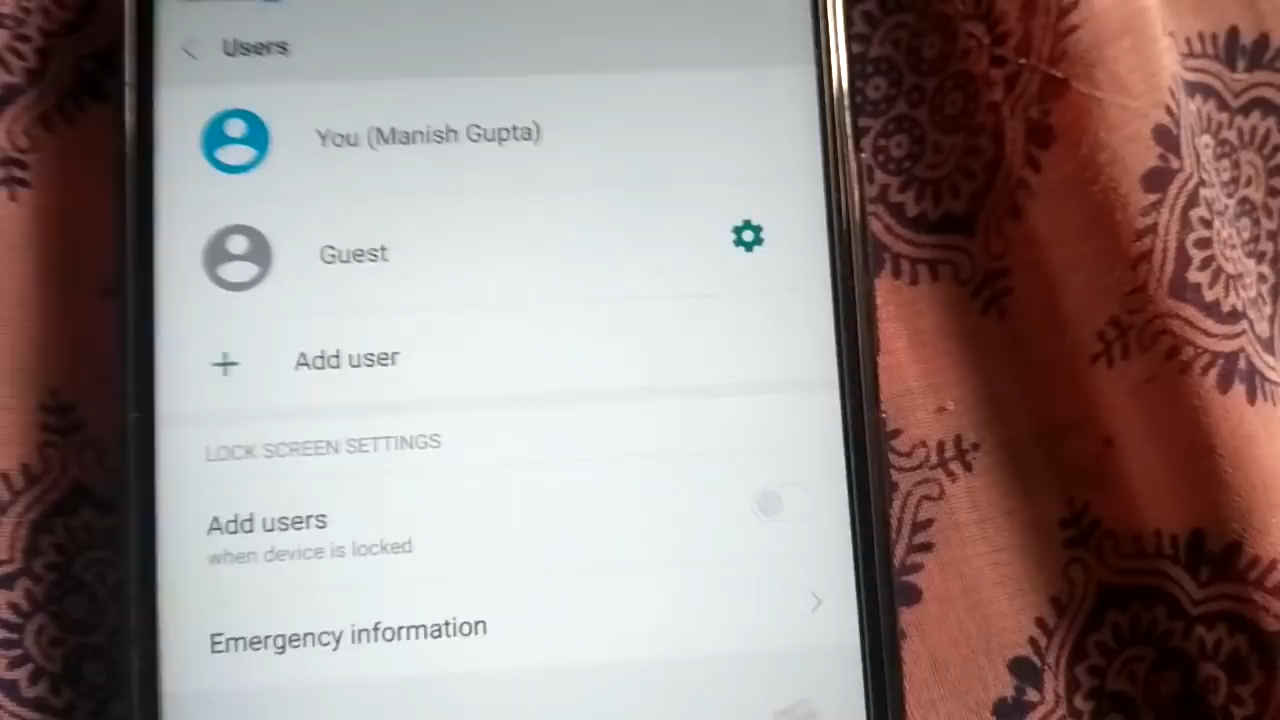 Users
You (Manish Gupta)
Guest
Add user
LOCK SCREEN SETTINGS
Add users
when device is locked
Emergency information